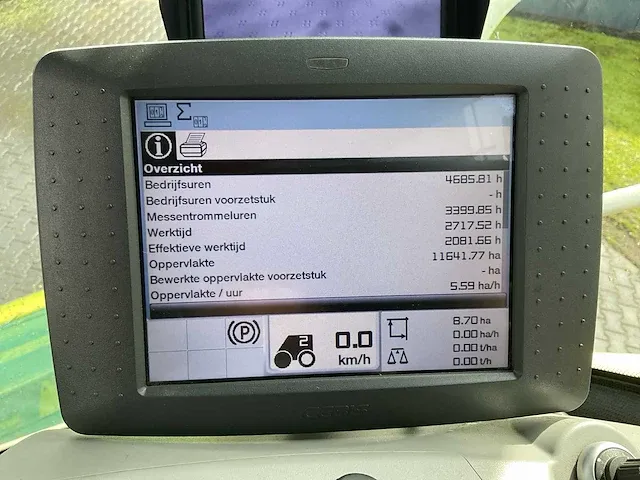 Overzicht
Bedrijfsuren 4685.81 h
Bedrijfsuren voorzetstuk - h
Messentrommeluren 3399.85 h
Werktijd 2717.52 h
Effektieve werktijd 2081.66 h
Oppervlakte 11641.77 ha
Bewerkte oppervlakte voorzetstuk - ha
Oppervlakte / uur 5.59 ha/h
P
2
0.0
km/h
8.70 ha
0.00 ha/h
0.00 t/ha
0.00 t/h